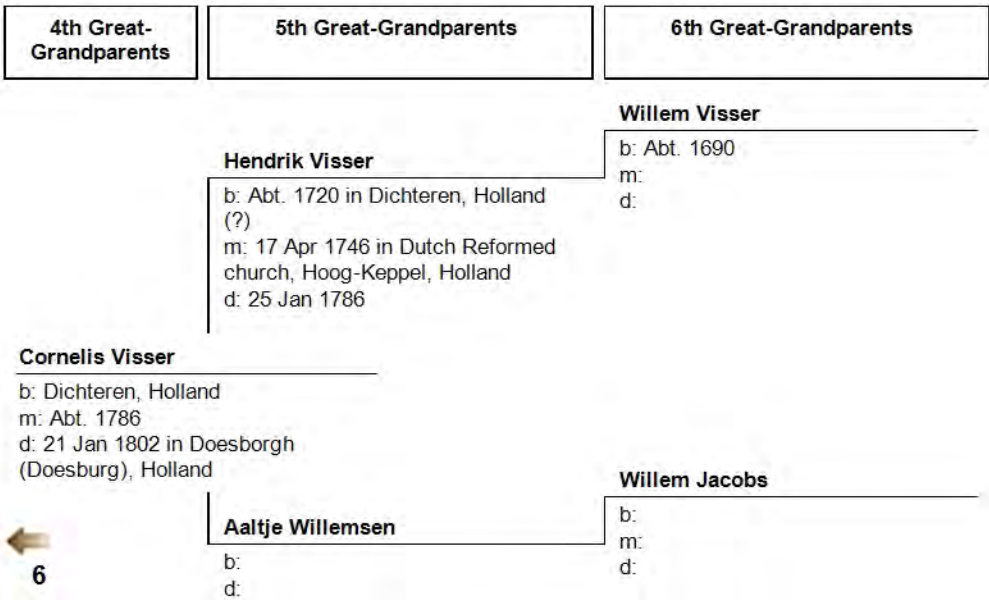 4th Great-
Grandparents
5th Great-Grandparents
6th Great-Grandparents
Willem Visser
b: Abt. 1690
m:
d:
Hendrik Visser
b: Abt. 1720 in Dichteren, Holland
(?)
m: 17 Apr 1746 in Dutch Reformed
church, Hoog-Keppel, Holland
d: 25 Jan 1786
Cornelis Visser
b: Dichteren, Holland
m: Abt. 1786
d: 21 Jan 1802 in Doesborgh
(Doesburg), Holland
Willem Jacobs
b:
m:
d:
Aaltje Willemsen
b:
d:
6